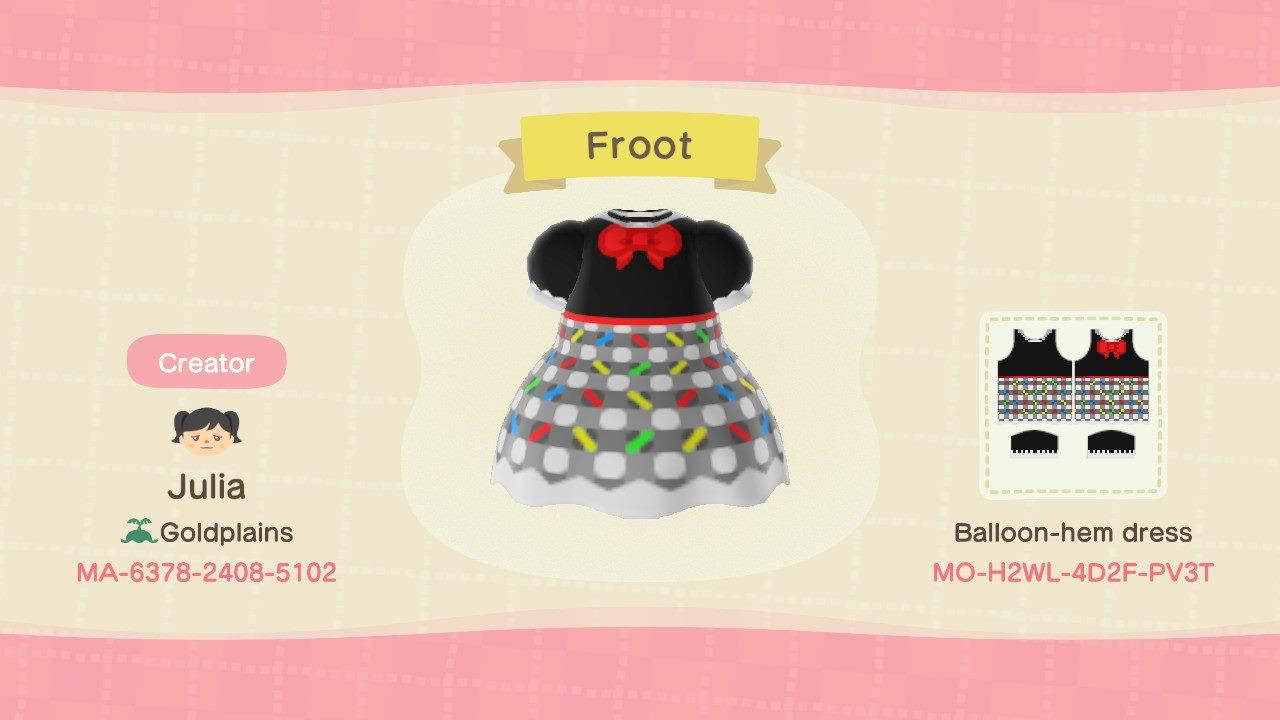 Froot
Creator
Julia
Goldplains
MA-6378-2408-5102
Balloon-hem dress
MO-H2WL-4D2F-PV3T